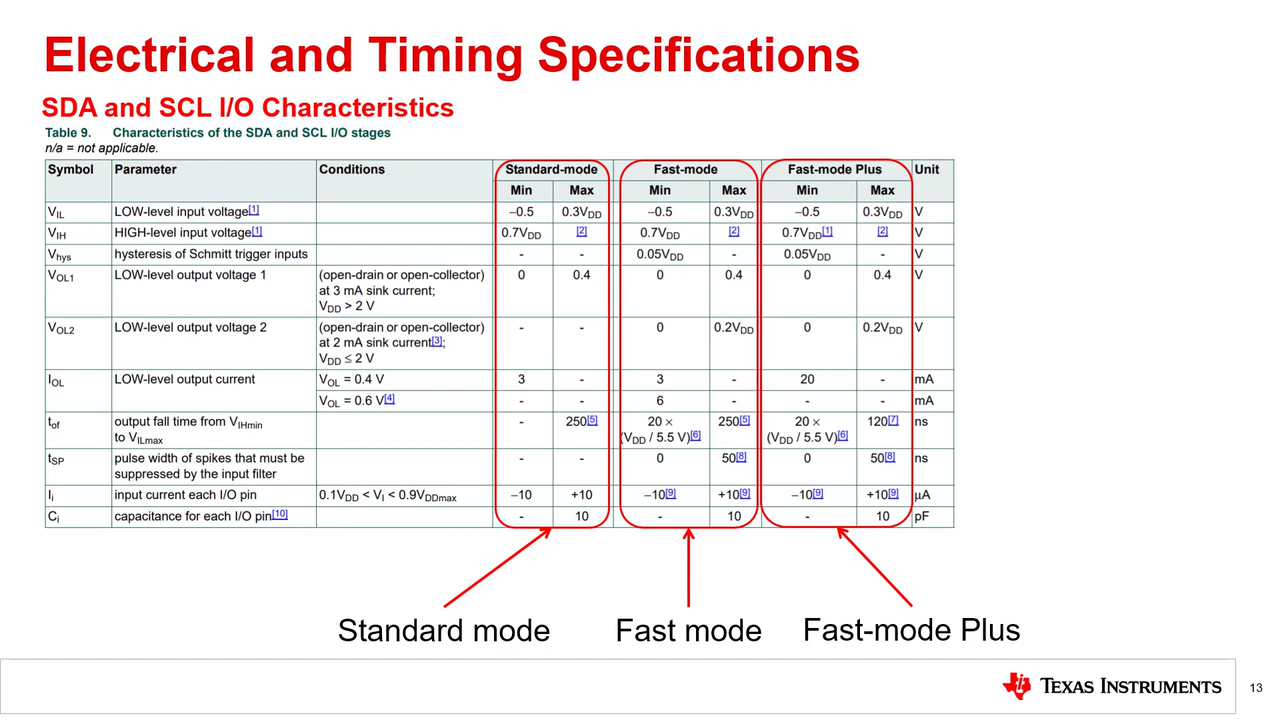 Electrical and Timing Specifications
SDA and SCL I/O Characteristics
Table 9. Characteristics of the SDA and SCL I/O stages
n/a = not applicable.
Symbol Parameter Conditions Standard-mode Fast-mode Fast-mode Plus Unit
Min Max Min Max Min Max
VIL LOW-level input voltage[1] –0.5 0.3VDD –0.5 0.3VDD –0.5 0.3VDD V
VIH HIGH-level input voltage[1] 0.7VDD [2] 0.7VDD [2] 0.7VDD[1] [2] V
Vhys hysteresis of Schmitt trigger inputs - - 0.05VDD - 0.05VDD - V
VOL1 LOW-level output voltage 1 (open-drain or open-collector) 0 0.4 0 0.4 0 0.4 V
at 3 mA sink current;
VDD > 2 V
VOL2 LOW-level output voltage 2 (open-drain or open-collector) - - 0 0.2VDD 0 0.2VDD V
at 2 mA sink current[3];
VDD ≤ 2 V
IOL LOW-level output current VOL = 0.4 V 3 - 3 - 20 - mA
VOL = 0.6 V[4] - - 6 - - - mA
tof output fall time from VIHmin - 250[5] 20 × 250[5] 20 × 120[7] ns
to VILmax (VDD / 5.5 V)[6] (VDD / 5.5 V)[6]
tSP pulse width of spikes that must be - - 0 50[8] 0 50[8] ns
suppressed by the input filter
Ii input current each I/O pin 0.1VDD < VI < 0.9VDDmax –10 +10 –10[9] +10[9] –10[9] +10[9] μA
Ci capacitance for each I/O pin[10] - 10 - 10 - 10 pF
Standard mode Fast mode Fast-mode Plus
TEXAS INSTRUMENTS
13